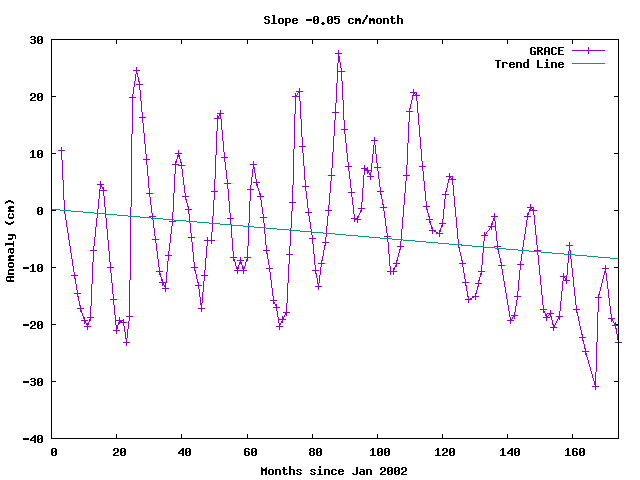 Slope -0.05 cm/month
30
20
10
0
-10
-20
-30
-40
Anomaly (cm)
GRACE
Trend Line
0 20 40 60 80 100 120 140 160
Months since Jan 2002